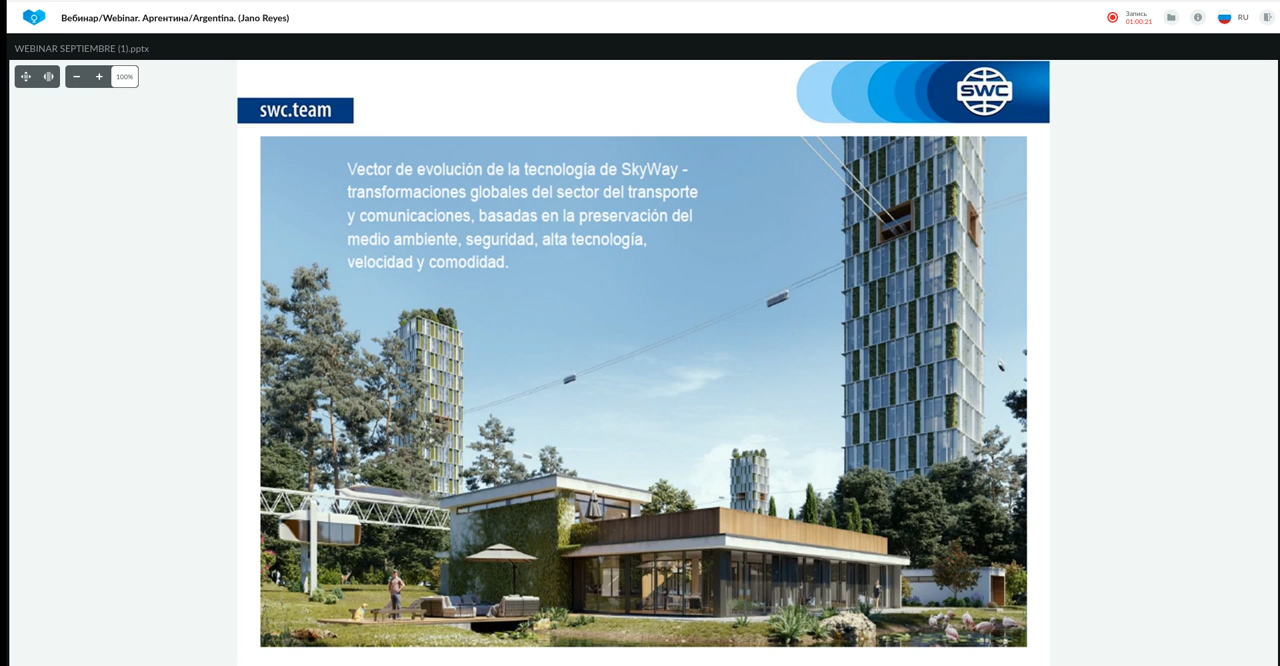 Вебинар/Webinar. Аргентина/Argentina. (Jano Reyes)
Запись
01:00:21
RU
WEBINAR SEPTIEMBRE (1).pptx
100%
swc.team
SWC
Vector de evolución de la tecnología de SkyWay -
transformaciones globales del sector del transporte
y comunicaciones, basadas en la preservación del
medio ambiente, seguridad, alta tecnología,
velocidad y comodidad.